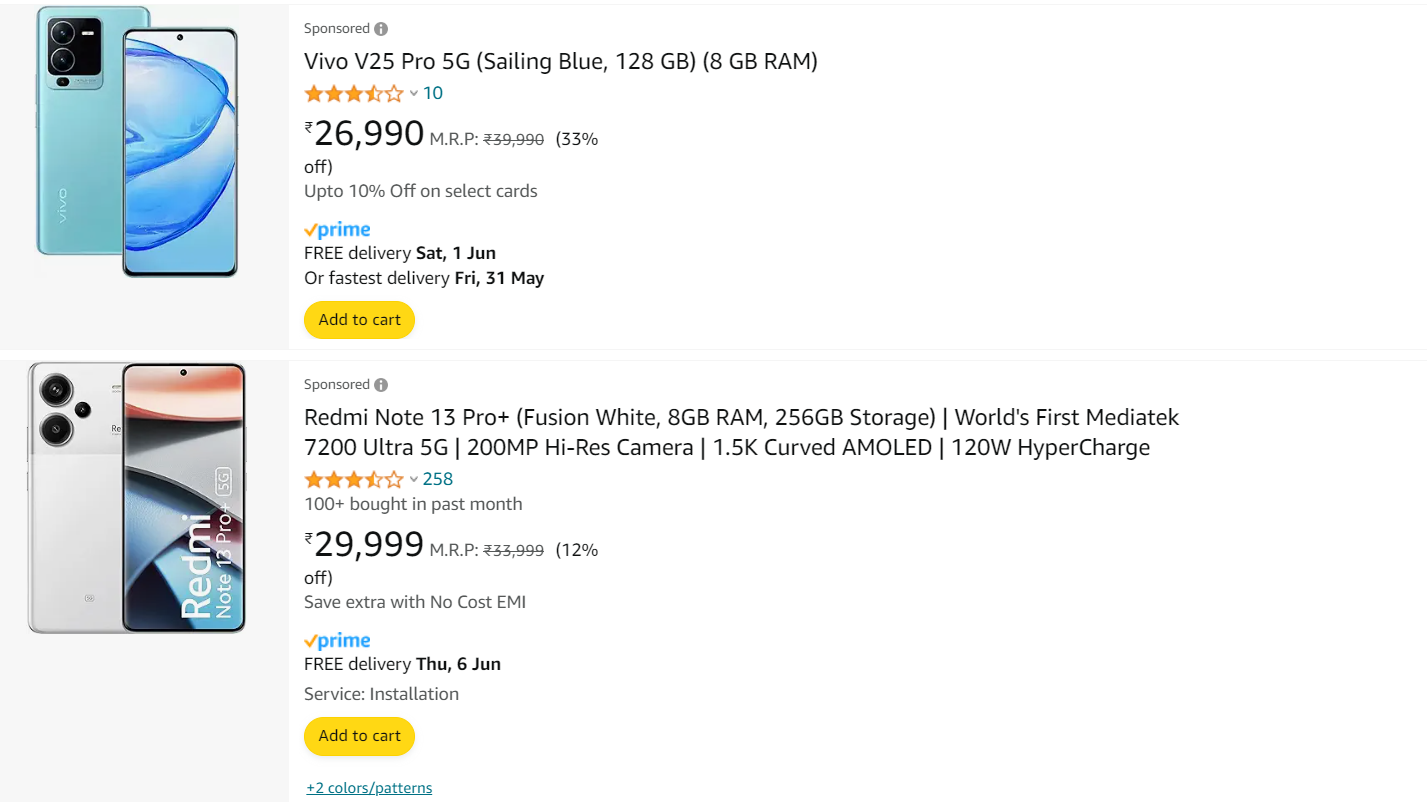 Sponsored
Vivo V25 Pro 5G (Sailing Blue, 128 GB) (8 GB RAM)
10
₹26,990 M.R.P: ₹39,990 (33%
off)
Upto 10% Off on select cards
prime
FREE delivery Sat, 1 Jun
Or fastest delivery Fri, 31 May
Add to cart
vivo
Sponsored
Redmi Note 13 Pro+ (Fusion White, 8GB RAM, 256GB Storage) | World's First Mediatek
7200 Ultra 5G | 200MP Hi-Res Camera | 1.5K Curved AMOLED | 120W HyperCharge
258
100+ bought in past month
₹29,999 M.R.P: ₹33,999 (12%
off)
Save extra with No Cost EMI
prime
FREE delivery Thu, 6 Jun
Service: Installation
Add to cart
+2 colors/patterns
Redmi
Note 13 Pro+ 5G